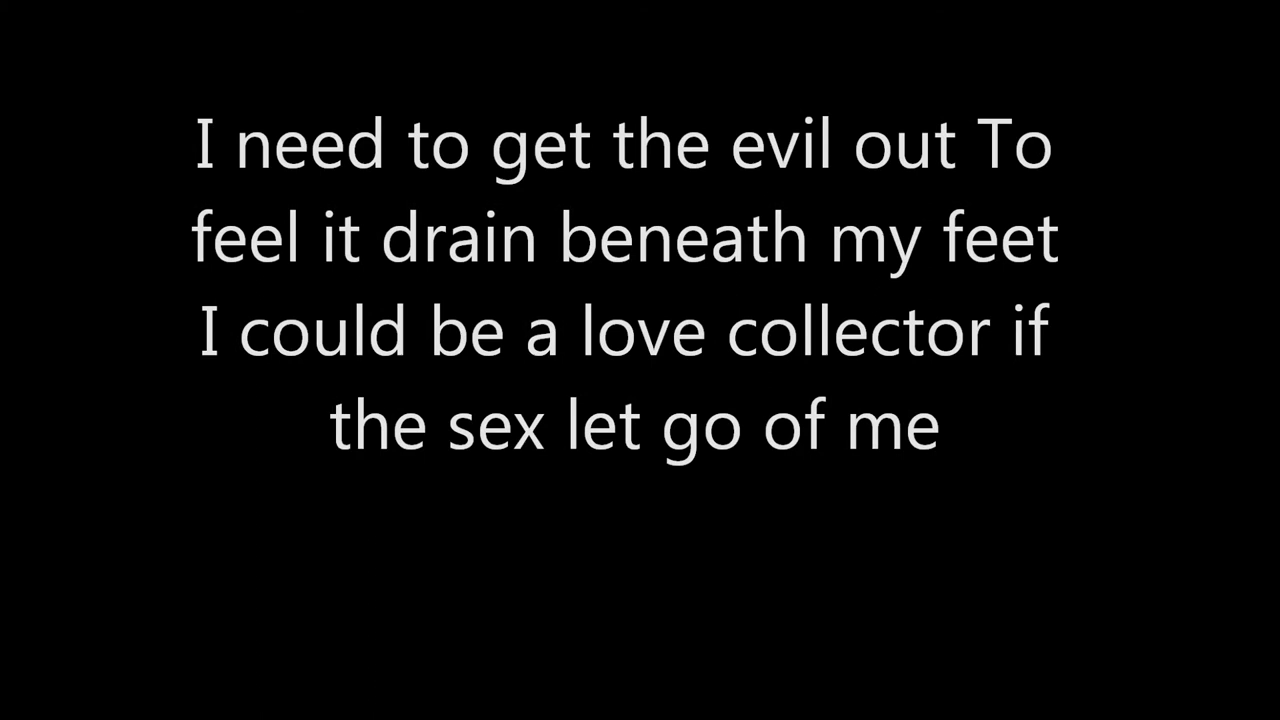 I need to get the evil out To
feel it drain beneath my feet
I could be a love collector if
the sex let go of me